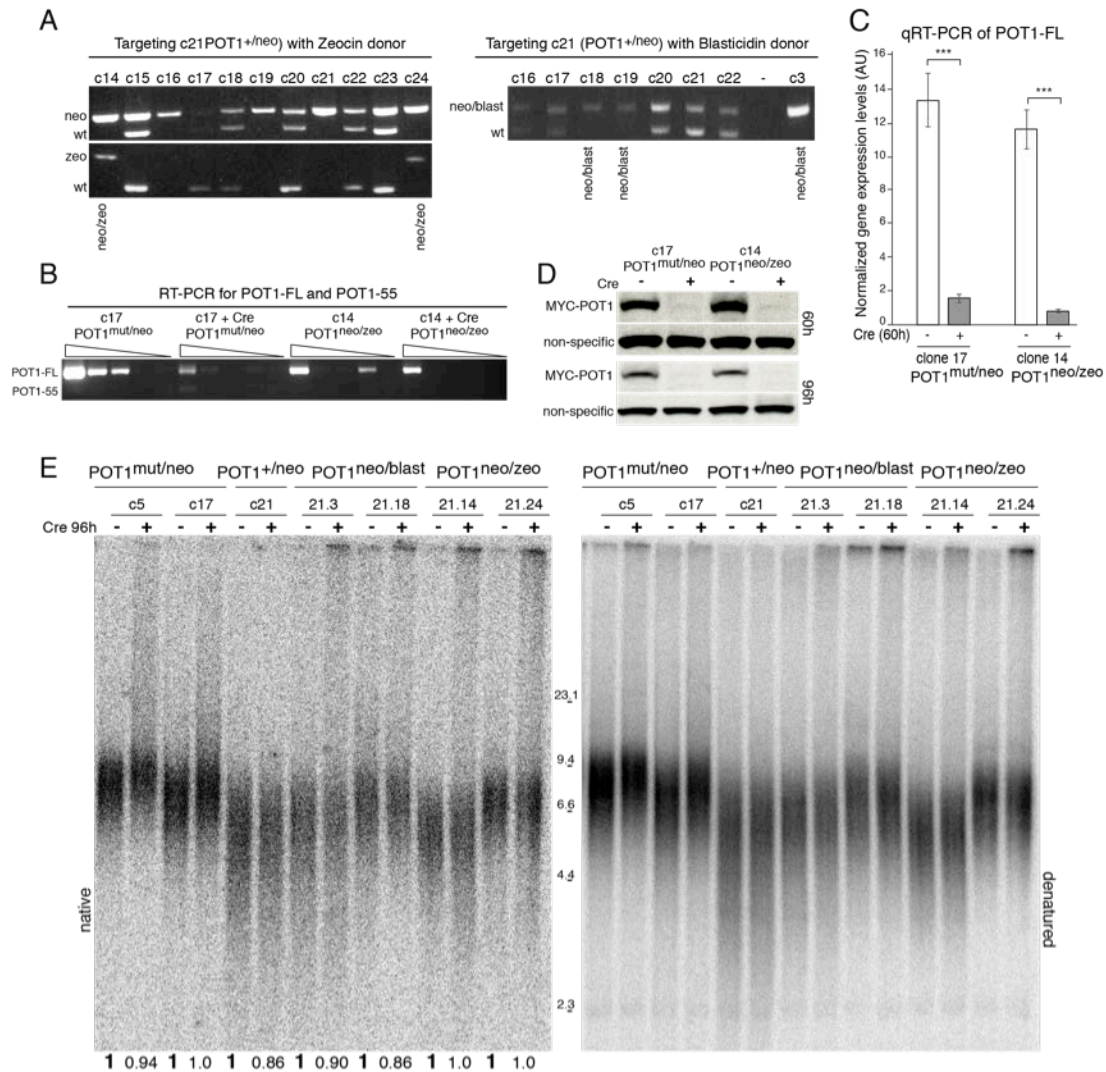 A
Targeting c21POT1+/neo) with Zeocin donor
c14 c15 c16 c17 c18 c19 c20 c21 c22 c23 c24
neo
wt
zeo
wt
neo/zeo
neo/zeo
Targeting c21 (POT1+/neo) with Blasticidin donor
c16 c17 c18 c19 c20 c21 c22 - c3
neo/blast
wt
neo/blast
neo/blast
neo/blast
B
RT-PCR for POT1-FL and POT1-55
c17 c17 + Cre c14 c14 + Cre
POT1mut/neo POT1mut/neo POT1neo/zeo POT1neo/zeo
POT1-FL
POT1-55
C
qRT-PCR of POT1-FL
Normalized gene expression levels (AU)
16
14
12
10
8
6
4
2
0
***
***
Cre (60h) - + - +
clone 17 clone 14
POT1mut/neo POT1neo/zeo
D
c17 c14
POT1mut/neo POT1neo/zeo
Cre
- + - +
MYC-POT1
non-specific
60h
MYC-POT1
non-specific
96h
E
POT1mut/neo POT1+/neo POT1neo/blast POT1neo/zeo
c5 c17 c21 21.3 21.18 21.14 21.24
Cre 96h - + - + - + - + - + - + - +
native
1 0.94 1 1.0 1 0.86 1 0.90 1 0.86 1 1.0 1 1.0
23.1
9.4
6.6
4.4
2.3
POT1mut/neo POT1+/neo POT1neo/blast POT1neo/zeo
c5 c17 c21 21.3 21.18 21.14 21.24
- + - + - + - + - + - + - +
denatured